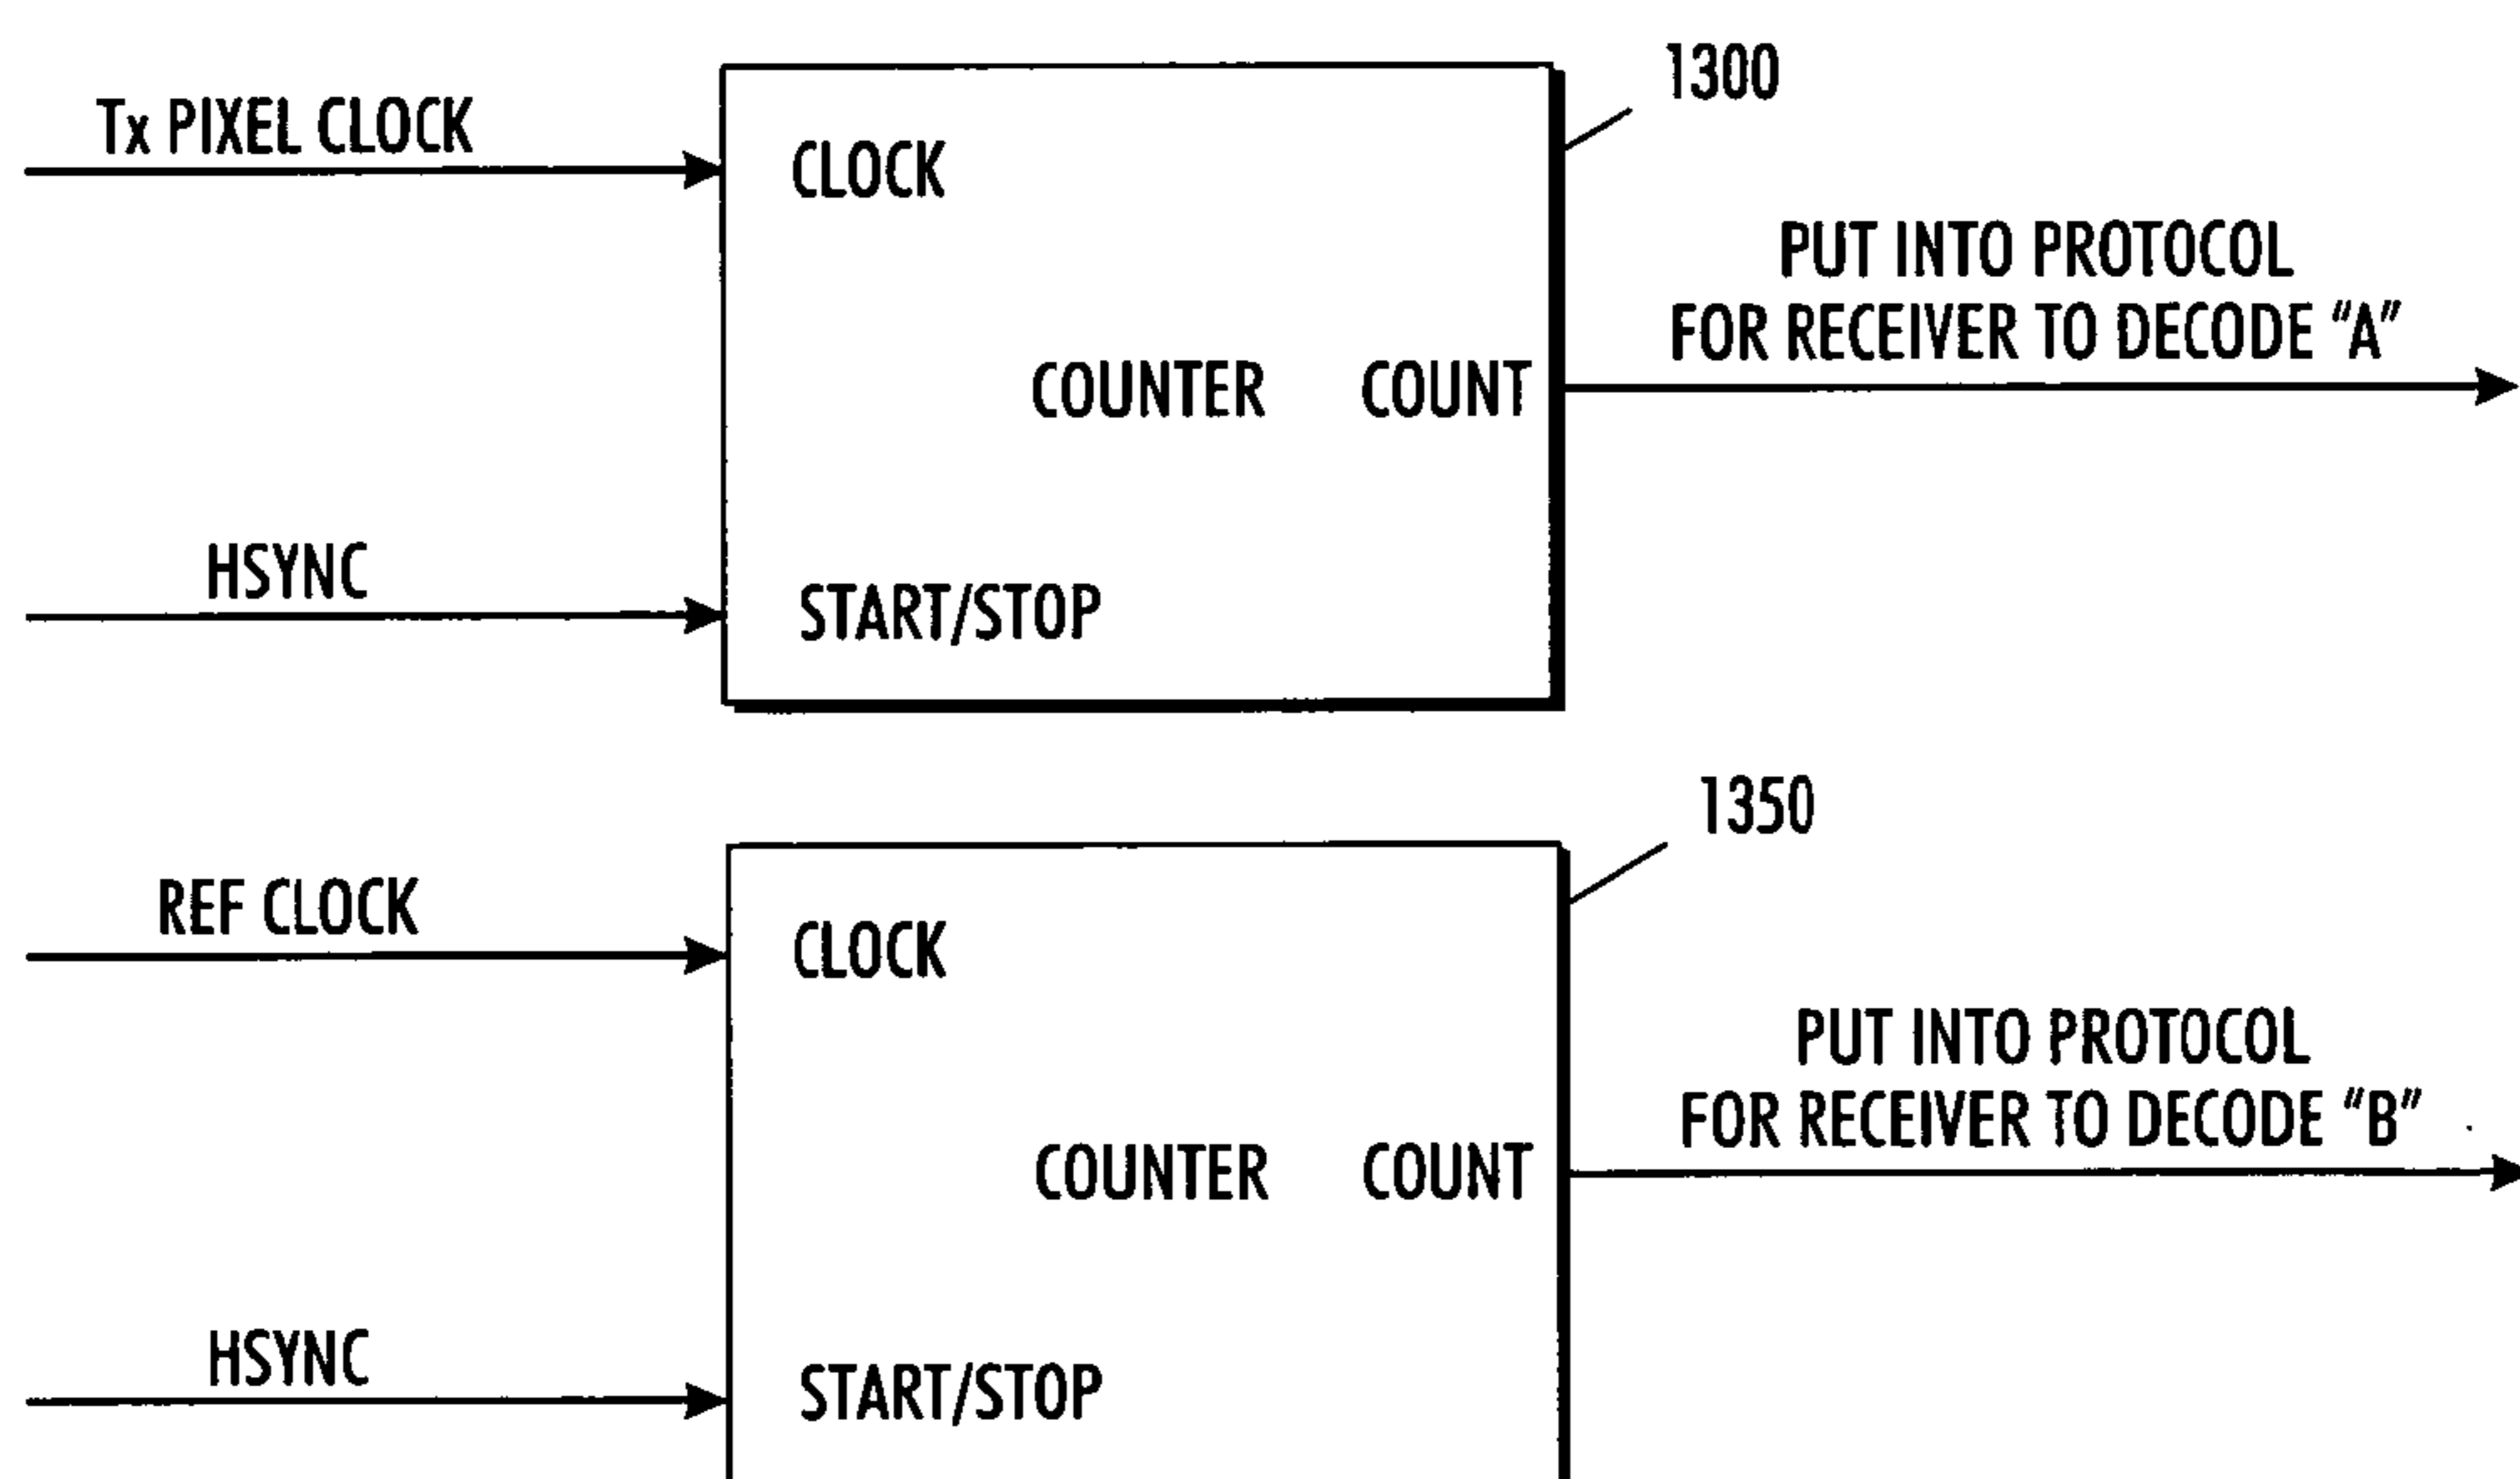 1300
Tx PIXEL CLOCK
CLOCK
PUT INTO PROTOCOL
FOR RECEIVER TO DECODE "A"
COUNTER COUNT
HSYNC
START/STOP
1350
REF CLOCK
CLOCK
PUT INTO PROTOCOL
FOR RECEIVER TO DECODE "B"
COUNTER COUNT
HSYNC
START/STOP